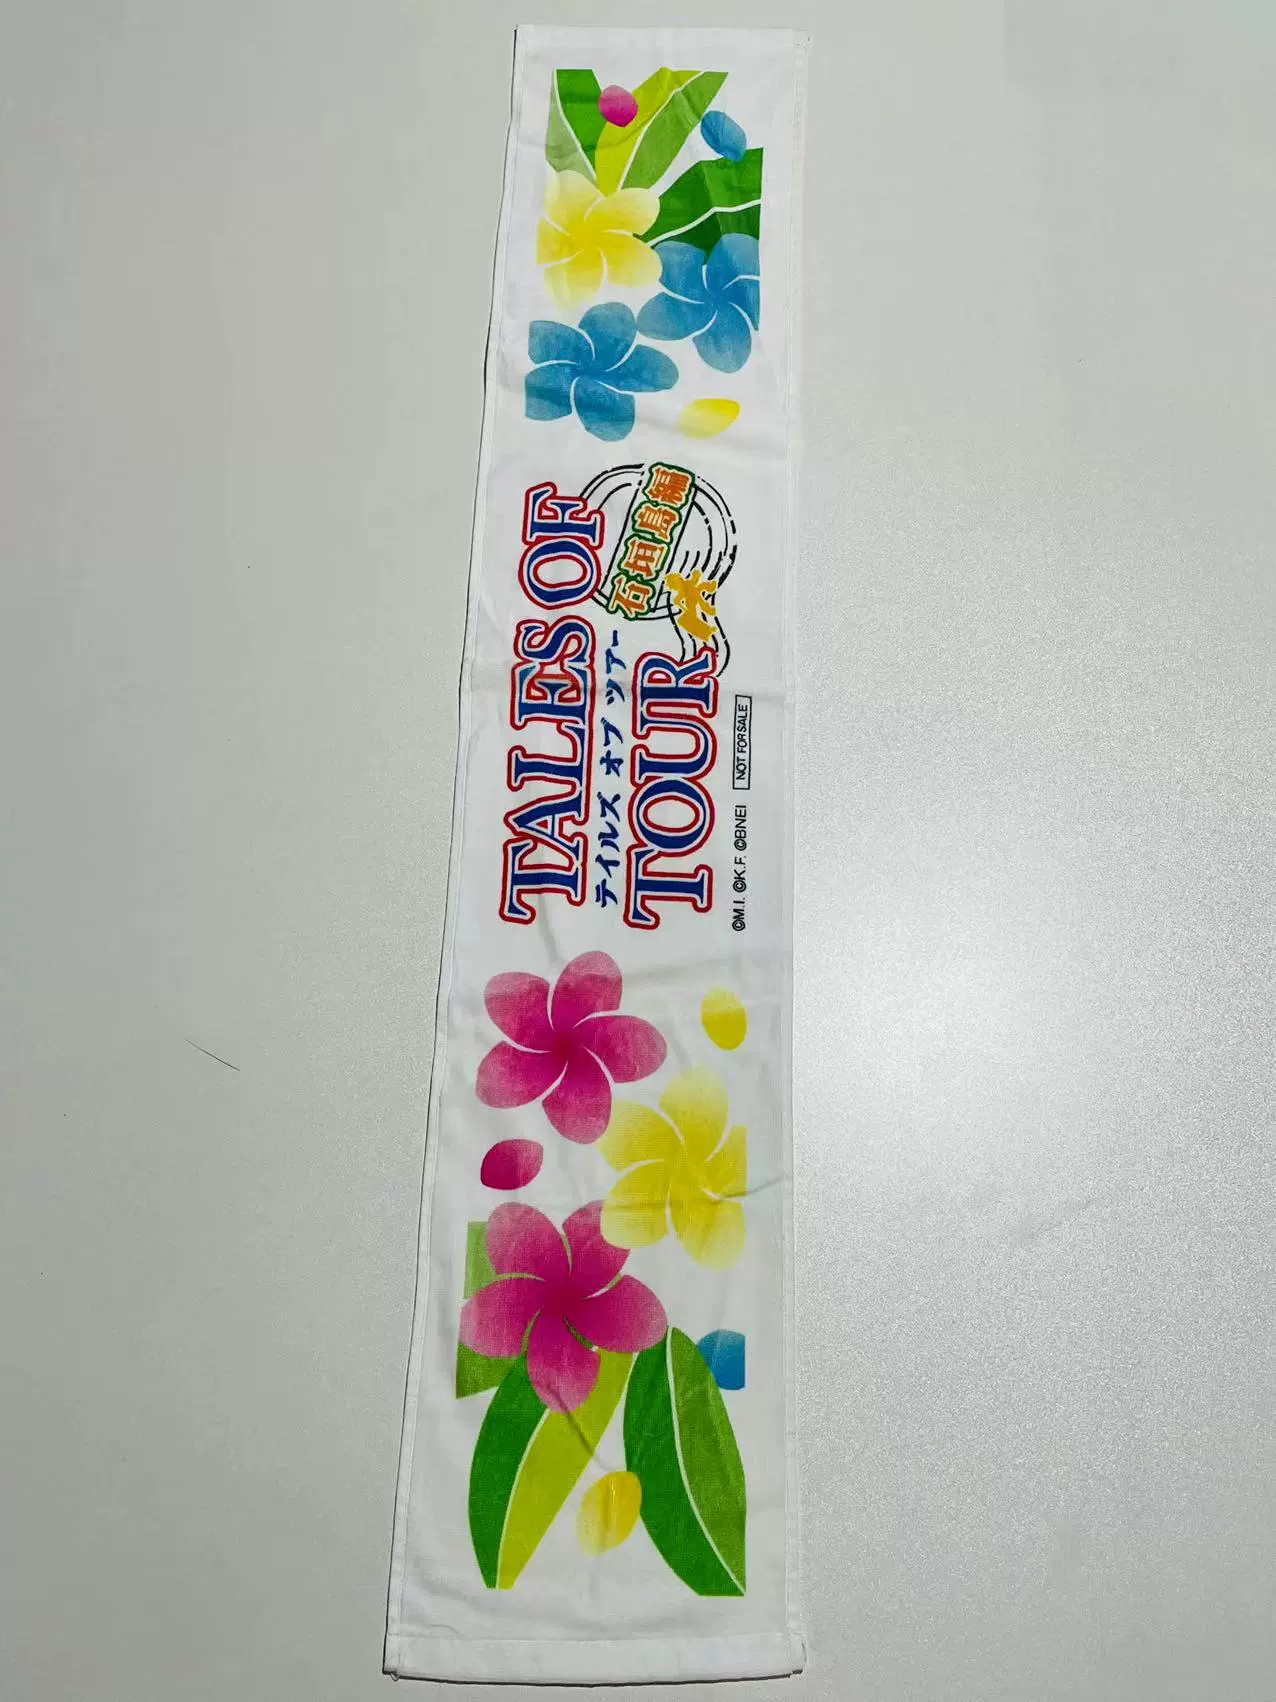 TALES OF
テイルズ オブ ツアー
TOUR
石垣島編
©M.I. ©K.F. ©BNEI
NOT FOR SALE